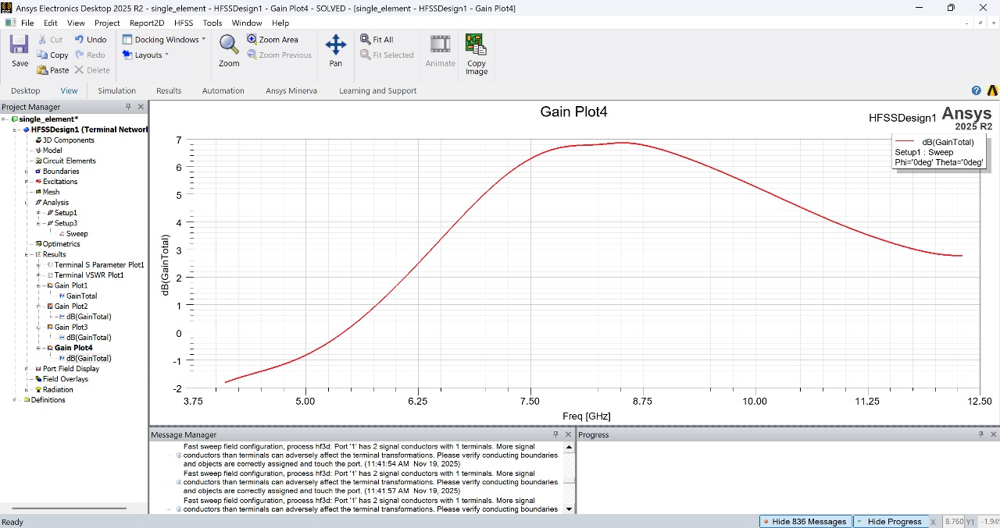 Ansys Electronics Desktop 2025 R2 - single_element - HFSSDesign1 - Gain Plot4 - SOLVED - [single_element - HFSSDesign1 - Gain Plot4]
File Edit View Project Report2D HFSS Tools Window Help
Save
Cut
Copy
Paste
Undo
Redo
Delete
Docking Windows
Layouts
Zoom
Zoom Area
Zoom Previous
Pan
Fit All
Fit Selected
Animate
Copy
Image
Desktop View Simulation Results Automation Ansys Minerva Learning and Support
Project Manager
single_element*
HFSSDesign1 (Terminal Networl
3D Components
Model
Circuit Elements
Boundaries
Excitations
Mesh
Analysis
Setup1
Setup3
Sweep
Optimetrics
Results
Terminal S Parameter Plot1
Terminal VSWR Plot1
Gain Plot1
GainTotal
Gain Plot2
dB(GainTotal)
Gain Plot3
dB(GainTotal)
Gain Plot4
dB(GainTotal)
Port Field Display
Field Overlays
Radiation
Definitions
Gain Plot4
HFSSDesign1
Ansys
2025 R2
dB(GainTotal)
Setup1 : Sweep
Phi='0deg' Theta='0deg'
dB(GainTotal)
7
6
5
4
3
2
1
0
-1
-2
3.75 5.00 6.25 7.50 8.75 10.00 11.25 12.50
Freq [GHz]
Message Manager
Fast sweep field configuration, process hf3d: Port '1' has 2 signal conductors with 1 terminals. More signal
conductors than terminals can adversely affect the terminal transformations. Please verify conducting boundaries
and objects are correctly assigned and touch the port. (11:41:54 AM Nov 19, 2025)
Fast sweep field configuration, process hf3d: Port '1' has 2 signal conductors with 1 terminals. More signal
conductors than terminals can adversely affect the terminal transformations. Please verify conducting boundaries
and objects are correctly assigned and touch the port. (11:41:57 AM Nov 19, 2025)
Fast sweep field configuration, process hf3d: Port '1' has 2 signal conductors with 1 terminals. More signal
conductors than terminals can adversely affect the terminal transformations. Please verify conducting boundaries
Progress
Ready
Hide 836 Messages
Hide Progress
X 8.760 Y1 -1.949